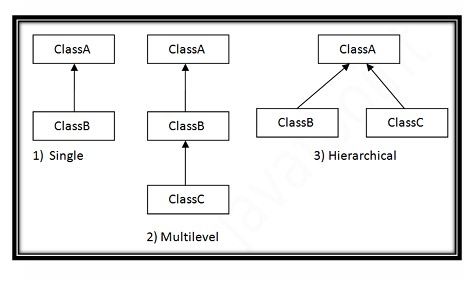 ClassA
ClassB
1) Single
ClassA
ClassB
ClassC
2) Multilevel
ClassA
ClassB
ClassC
3) Hierarchical